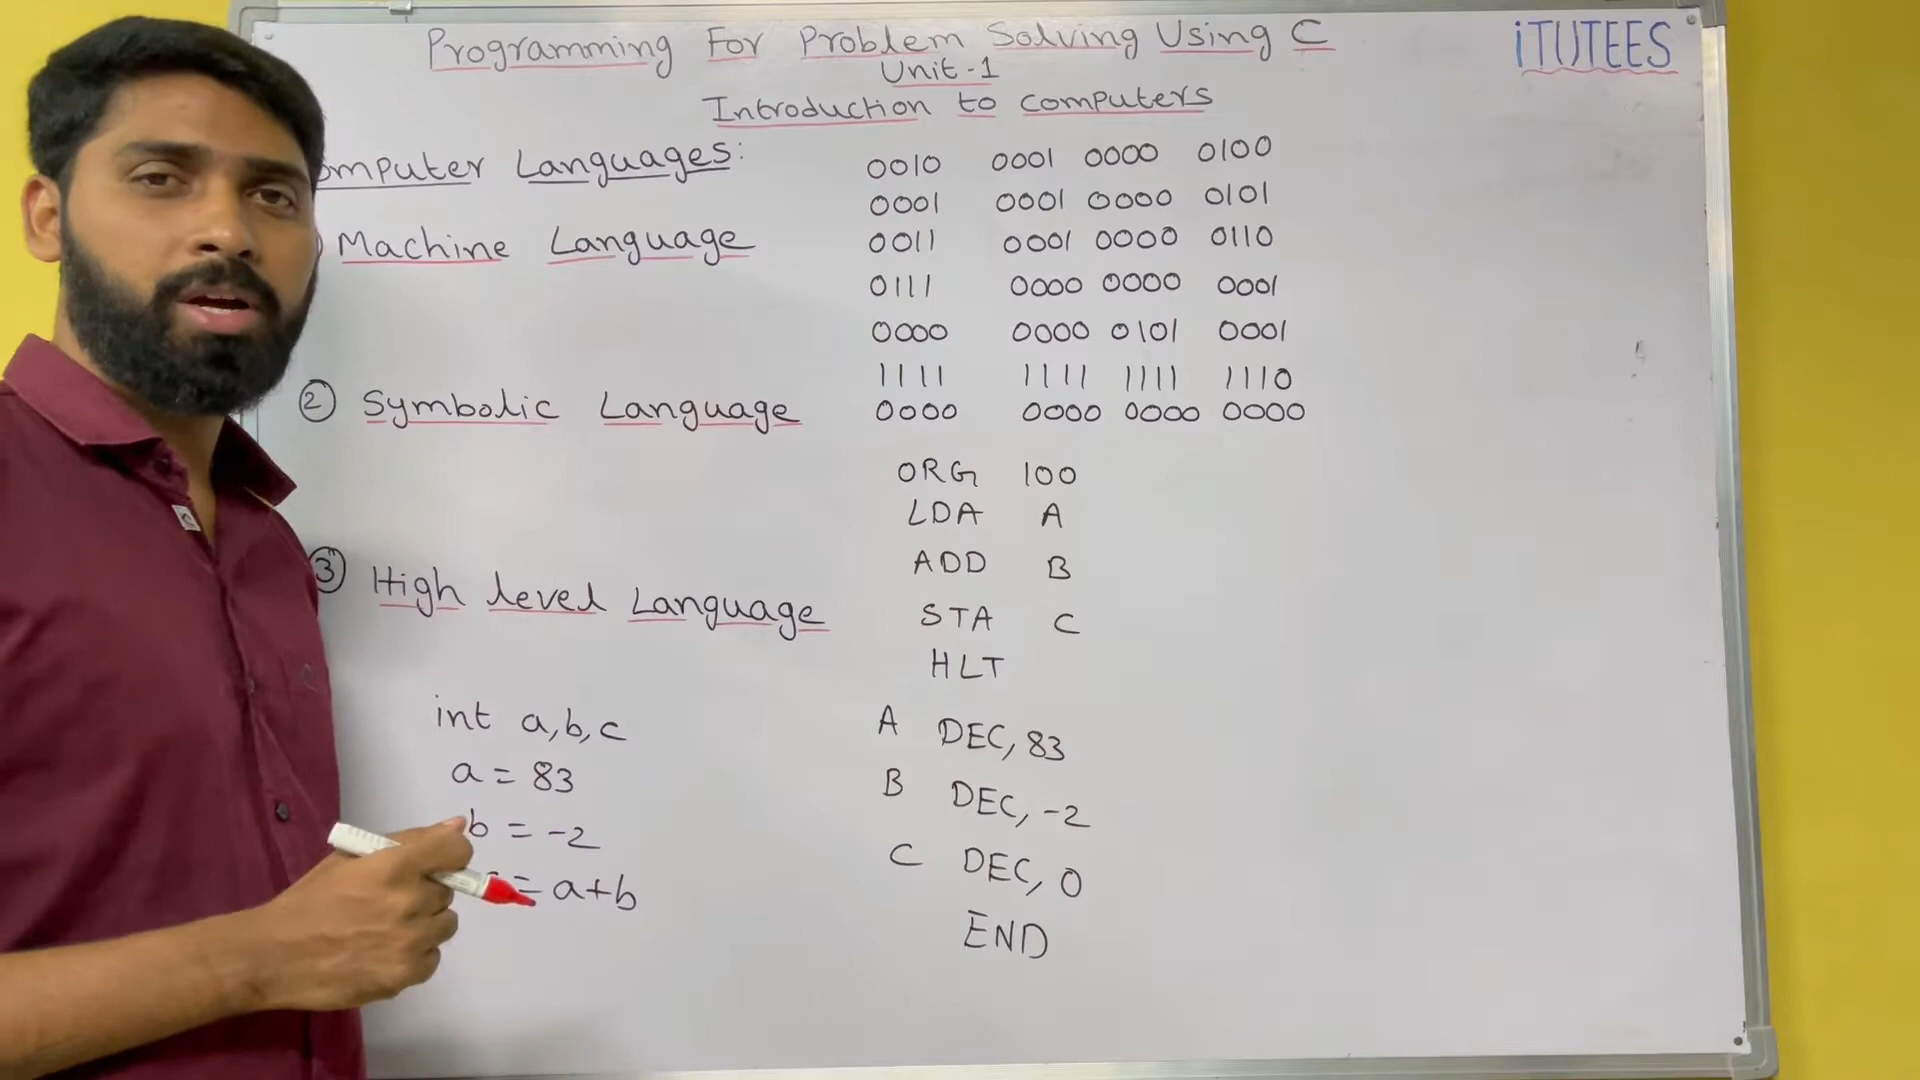 Programming For Problem Solving Using C
iTUTEES
Unit-1
Introduction to computers
omputer Languages:
Machine Language
0010 0001 0000 0100
0001 0001 0000 0101
0011 0001 0000 0110
0111 0000 0000 0001
0000 0000 0101 0001
1111 1111 1111 1110
0000 0000 0000 0000
② Symbolic Language
ORG 100
LDA A
ADD B
STA C
HLT
A DEC, 83
B DEC, -2
C DEC, 0
END
③ High level Language
int a,b,c
a = 83
b = -2
= a+b